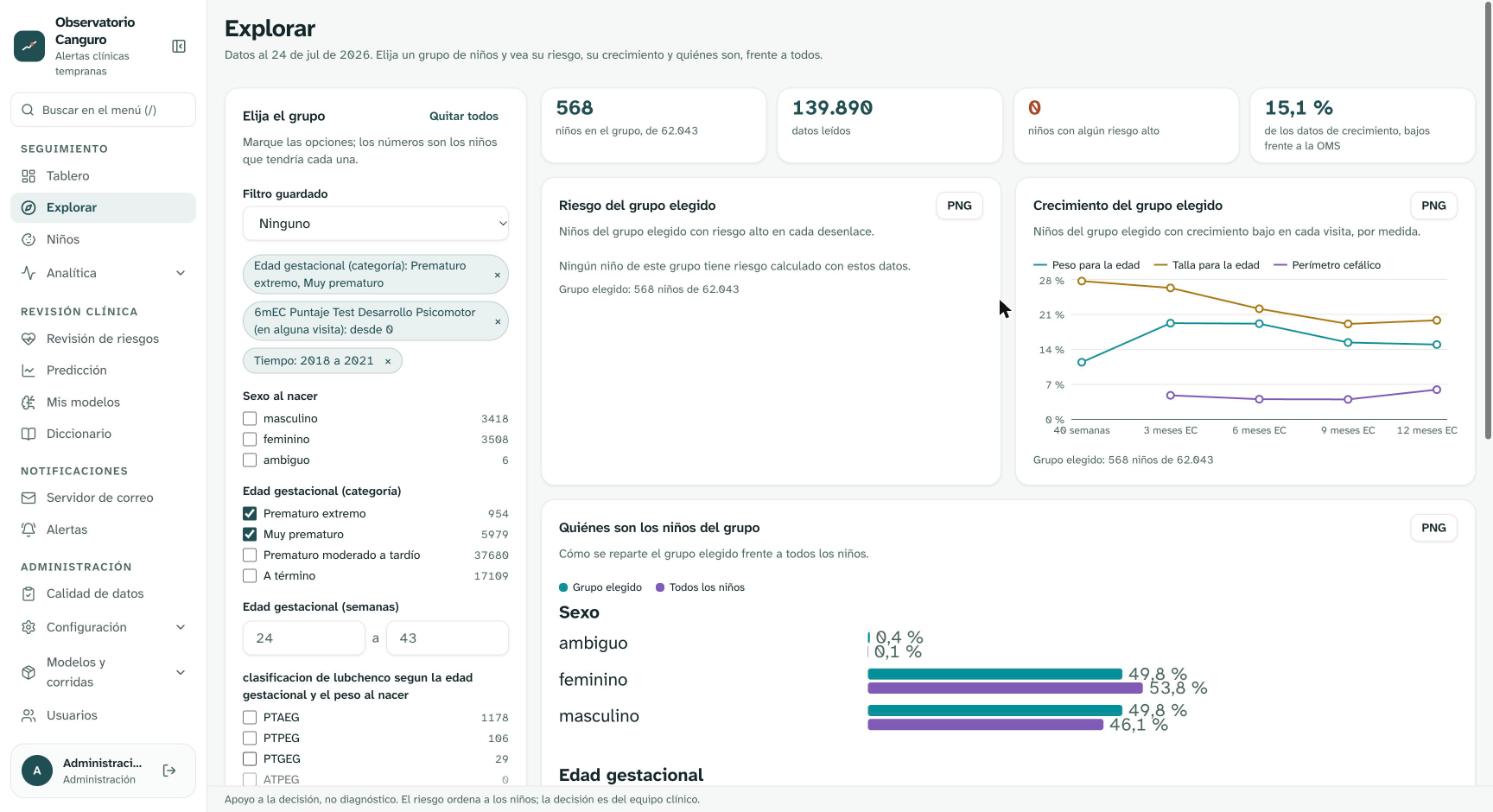 Observatorio
Canguro
Alertas clínicas
tempranas
Buscar en el menú (/)
SEGUIMIENTO
Tablero
Explorar
Niños
Analítica
REVISIÓN CLÍNICA
Revisión de riesgos
Predicción
Mis modelos
Diccionario
NOTIFICACIONES
Servidor de correo
Alertas
ADMINISTRACIÓN
Calidad de datos
Configuración
Modelos y
corridas
Usuarios
A
Administraci...
Administración
Explorar
Datos al 24 de jul de 2026. Elija un grupo de niños y vea su riesgo, su crecimiento y quiénes son, frente a todos.
Elija el grupo
Quitar todos
Marque las opciones; los números son los niños
que tendría cada una.
Filtro guardado
Ninguno
Edad gestacional (categoría): Prematuro
extremo, Muy prematuro ×
6mEC Puntaje Test Desarrollo Psicomotor
(en alguna visita): desde 0 ×
Tiempo: 2018 a 2021 ×
Sexo al nacer
masculino 3418
feminino 3508
ambiguo 6
Edad gestacional (categoría)
Prematuro extremo 954
Muy prematuro 5979
Prematuro moderado a tardío 37680
A término 17109
Edad gestacional (semanas)
24 a 43
clasificacion de lubchenco segun la edad
gestacional y el peso al nacer
PTAEG 1178
PTPEG 106
PTGEG 29
ATPEG 0
568
niños en el grupo, de 62.043
139.890
datos leídos
0
niños con algún riesgo alto
15,1 %
de los datos de crecimiento, bajos
frente a la OMS
Riesgo del grupo elegido
PNG
Niños del grupo elegido con riesgo alto en cada desenlace.
Ningún niño de este grupo tiene riesgo calculado con estos datos.
Grupo elegido: 568 niños de 62.043
Crecimiento del grupo elegido
PNG
Niños del grupo elegido con crecimiento bajo en cada visita, por medida.
Peso para la edad Talla para la edad Perímetro cefálico
28 %
21 %
14 %
7 %
0 %
40 semanas 3 meses EC 6 meses EC 9 meses EC 12 meses EC
Grupo elegido: 568 niños de 62.043
Quiénes son los niños del grupo
PNG
Cómo se reparte el grupo elegido frente a todos los niños.
Grupo elegido Todos los niños
Sexo
ambiguo
0,4 %
0,1 %
feminino
49,8 %
53,8 %
masculino
49,8 %
46,1 %
Edad gestacional
Apoyo a la decisión, no diagnóstico. El riesgo ordena a los niños; la decisión es del equipo clínico.